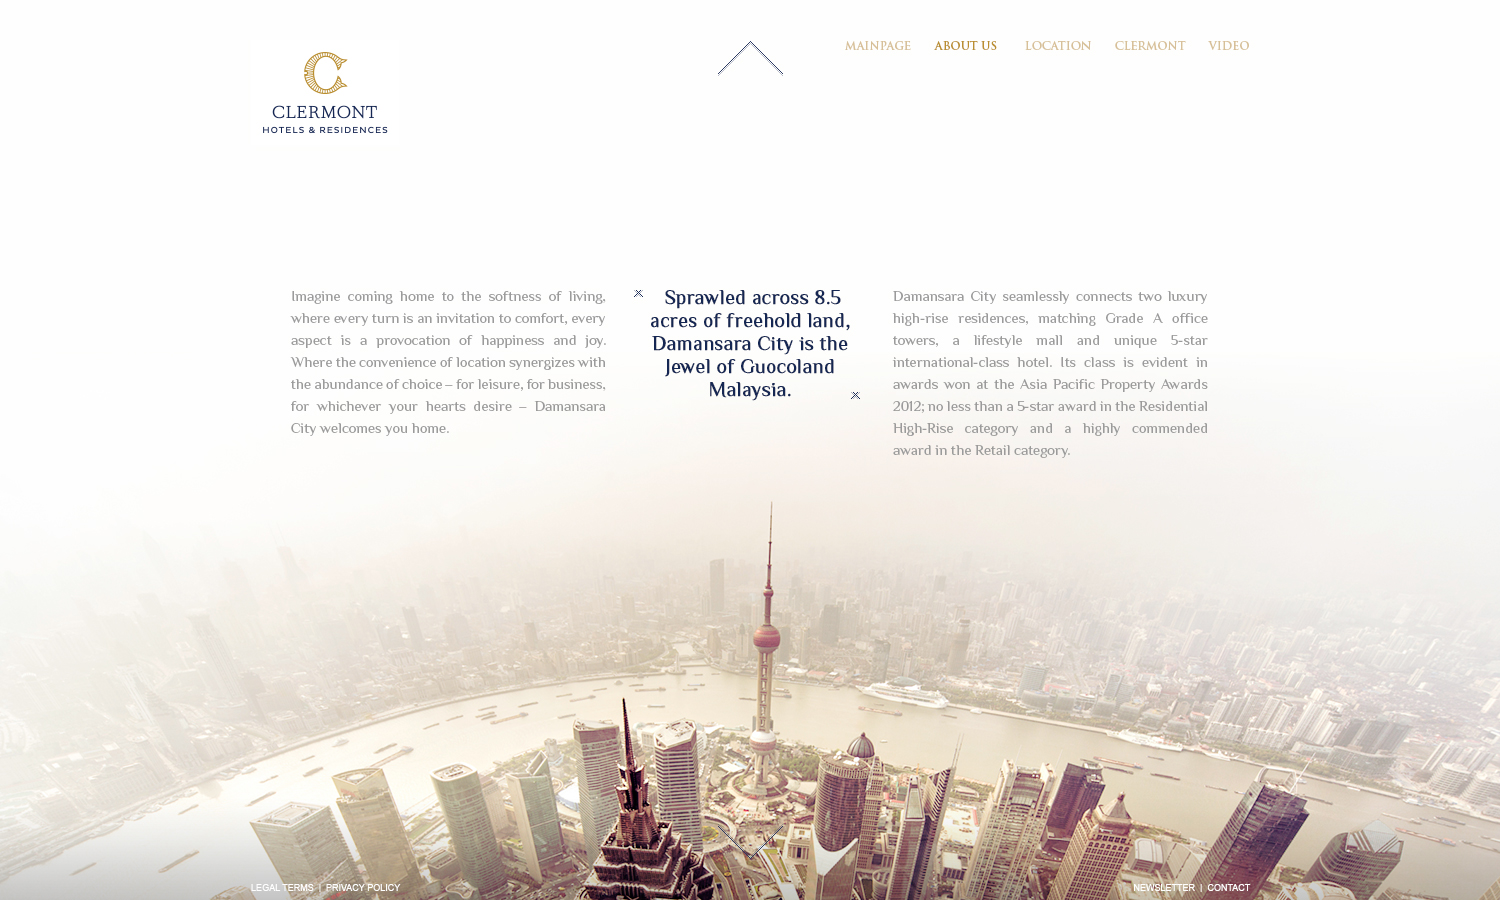 MAINPAGE ABOUT US LOCATION CLERMONT VIDEO
C
CLERMONT
HOTELS & RESIDENCES
Imagine coming home to the softness of living,
where every turn is an invitation to comfort, every
aspect is a provocation of happiness and joy.
Where the convenience of location synergizes with
the abundance of choice – for leisure, for business,
for whichever your hearts desire – Damansara
City welcomes you home.
Sprawled across 8.5
acres of freehold land,
Damansara City is the
Jewel of Guocoland
Malaysia.
Damansara City seamlessly connects two luxury
high-rise residences, matching Grade A office
towers, a lifestyle mall and unique 5-star
international-class hotel. Its class is evident in
awards won at the Asia Pacific Property Awards
2012; no less than a 5-star award in the Residential
High-Rise category and a highly commended
award in the Retail category.
LEGAL TERMS | PRIVACY POLICY
NEWSLETTER | CONTACT